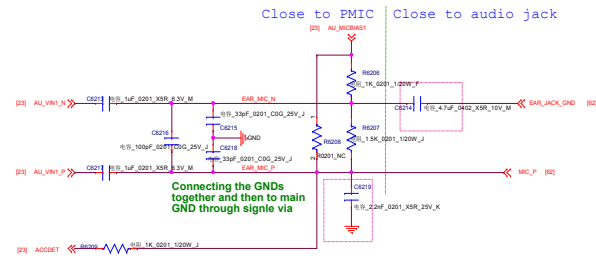 Close to PMIC Close to audio jack
[23] AU_MICBIAS1
R6206
电阻_1K_0201_1/20W_F
[23] AU_VIN1_N
C6213
电容_1uF_0201_X5R_6.3V_M
EAR_MIC_N
C6214
电容_4.7uF_0402_X5R_10V_M
EAR_JACK_GND [62]
电容_33pF_0201_C0G_25V_J
C6215
C6216
电容_100pF_0201_C0G_25V_J
GND
1
R6208
R6207
电阻_1.5K_0201_1/20W_J
C6218
电容_33pF_0201_C0G_25V_J
2
R0201_NC
[23] AU_VIN1_P
C6217
电容_1uF_0201_X5R_6.3V_M
EAR_MIC_P
MIC_P [62]
Connecting the GNDs
together and then to main
GND through signle via
C6219
电容_2.2nF_0201_X5R_25V_K
[23] ACCDET
R6209
电阻_1K_0201_1/20W_J